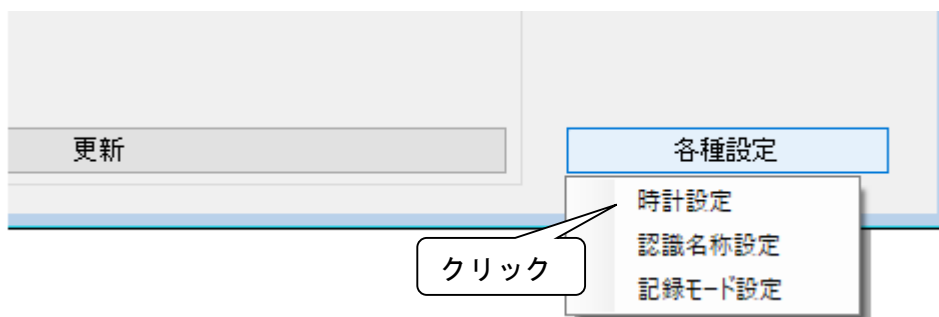 更新
各種設定
時計設定
認識名称設定
記録モード設定
クリック